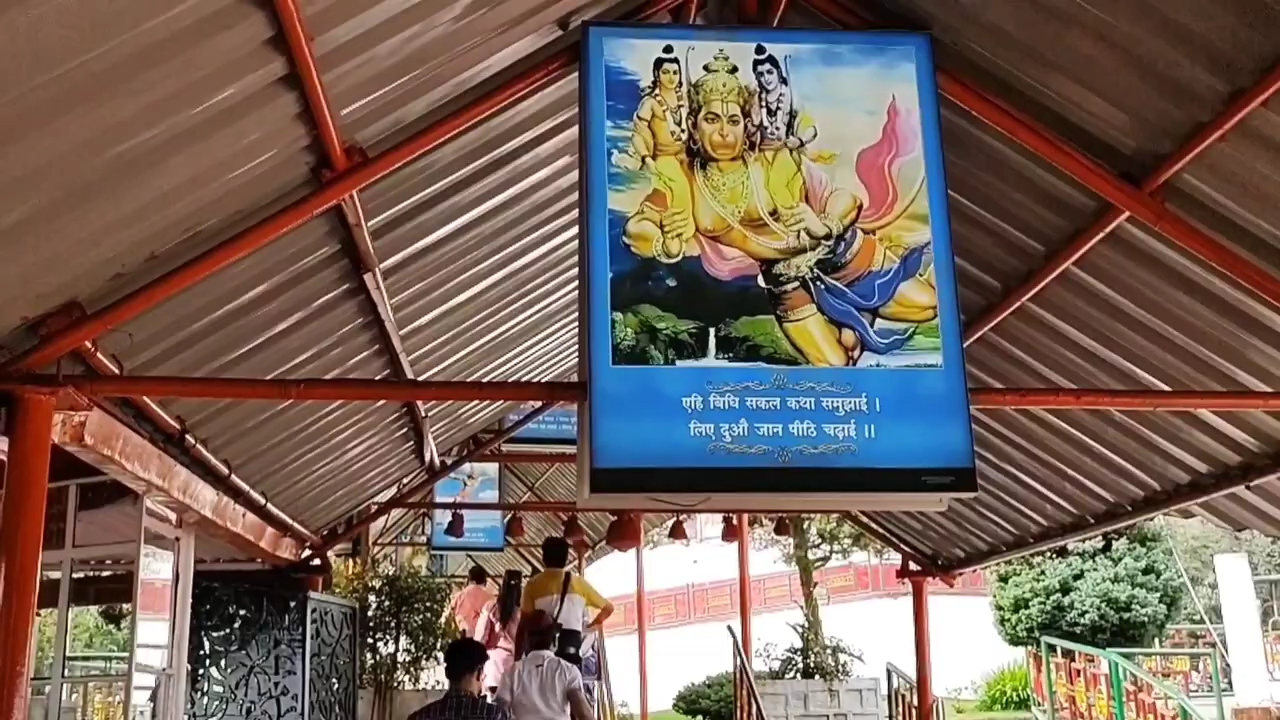 एहि बिधि सकल कथा समुझाई ।
लिए दुऔ जान पीठि चढ़ाई ॥